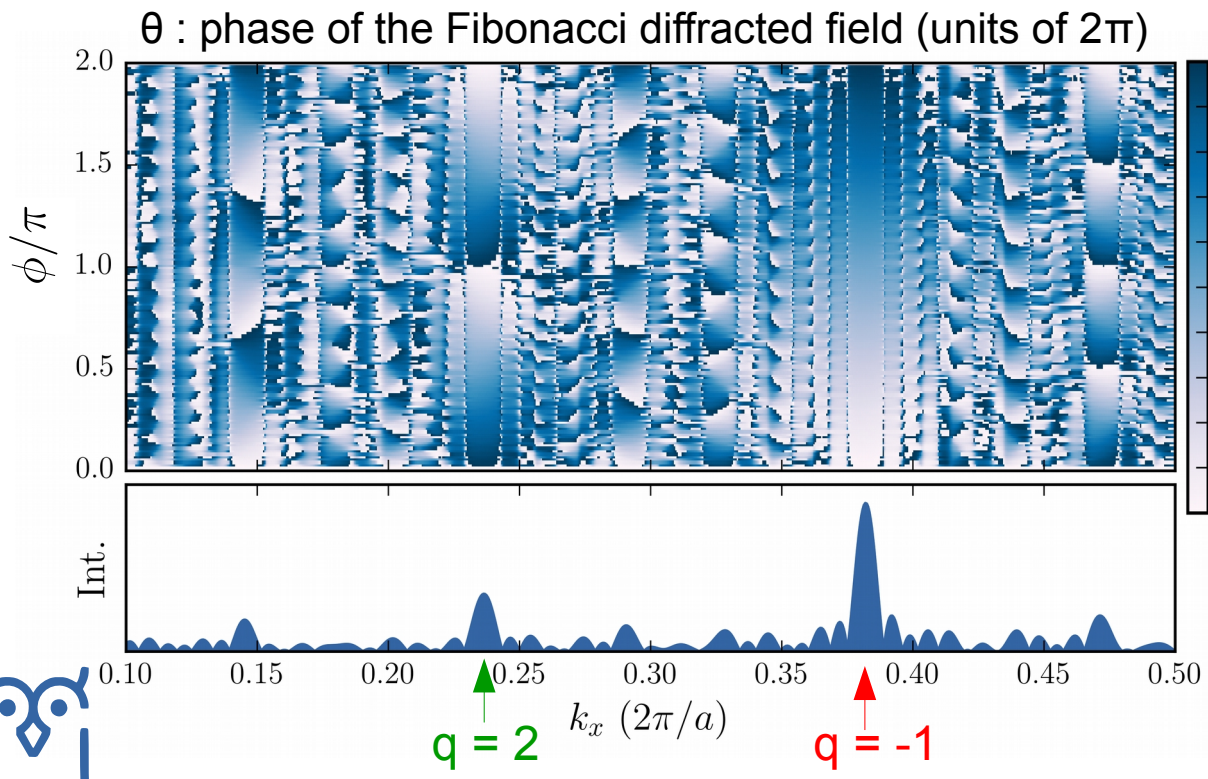 θ : phase of the Fibonacci diffracted field (units of 2π)
2.0
1.5
1.0
0.5
0.0
ϕ/π
Int.
0.10 0.15 0.20 0.25 0.30 0.35 0.40 0.45 0.50
k_x (2π/a)
q = 2
q = -1